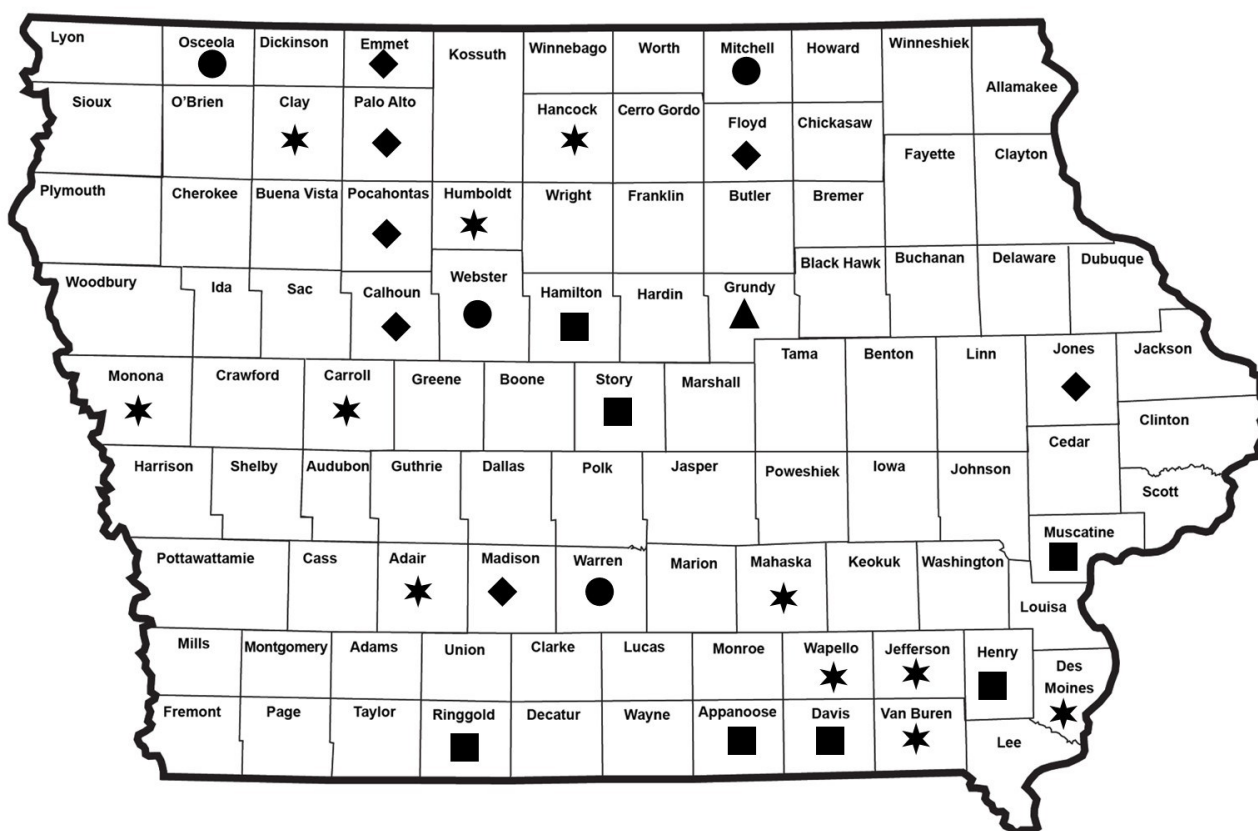 Lyon
Osceola
Dickinson
Emmet
Kossuth
Winnebago
Worth
Mitchell
Howard
Winneshiek
Allamakee
Sioux
O'Brien
Clay
Palo Alto
Hancock
Cerro Gordo
Floyd
Chickasaw
Fayette
Clayton
Plymouth
Cherokee
Buena Vista
Pocahontas
Humboldt
Wright
Franklin
Butler
Bremer
Woodbury
Ida
Sac
Calhoun
Webster
Hamilton
Hardin
Grundy
Black Hawk
Buchanan
Delaware
Dubuque
Monona
Crawford
Carroll
Greene
Boone
Story
Marshall
Tama
Benton
Linn
Jones
Jackson
Clinton
Cedar
Harrison
Shelby
Audubon
Guthrie
Dallas
Polk
Jasper
Poweshiek
Iowa
Johnson
Scott
Muscatine
Pottawattamie
Cass
Adair
Madison
Warren
Marion
Mahaska
Keokuk
Washington
Louisa
Mills
Montgomery
Adams
Union
Clarke
Lucas
Monroe
Wapello
Jefferson
Henry
Des
Moines
Fremont
Page
Taylor
Ringgold
Decatur
Wayne
Appanoose
Davis
Van Buren
Lee